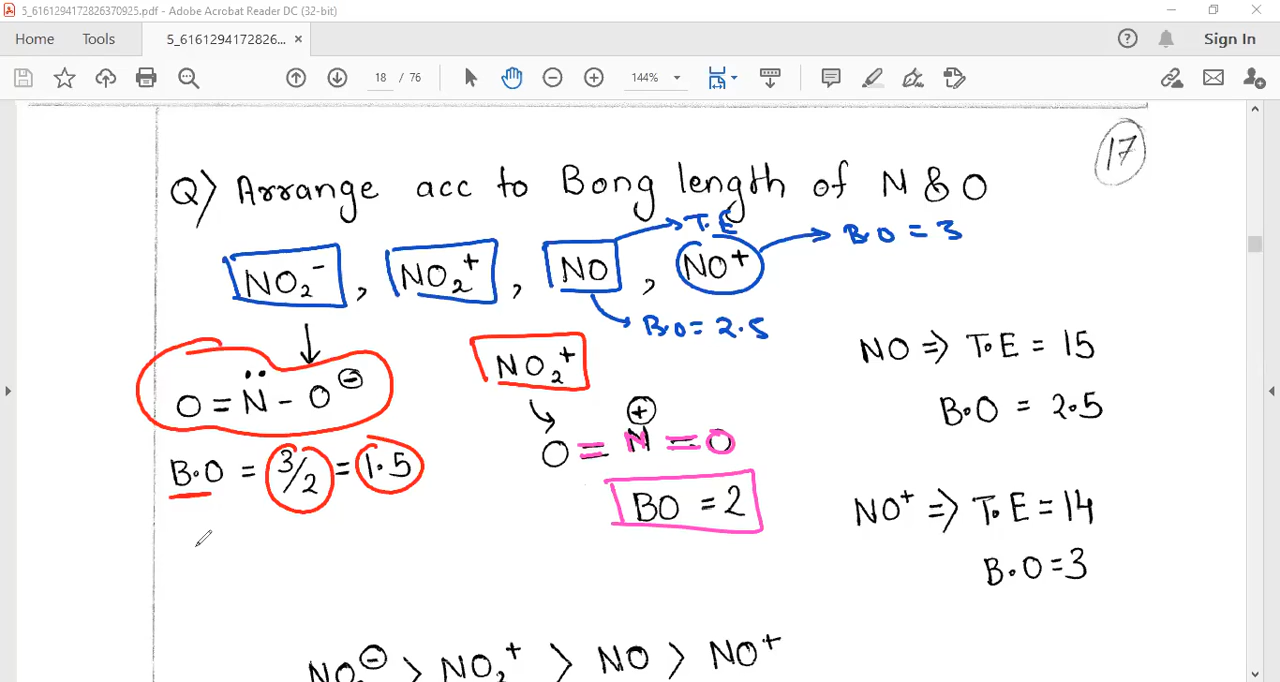 5_6161294172826370925.pdf - Adobe Acrobat Reader DC (32-bit)
Home Tools 5_6161294172826... × Sign In
18 / 76 144%
17
Q) Arrange acc to Bong length of N & O
T.E
B.O = 3
NO₂⁻ , NO₂⁺ , NO , NO⁺
B.O = 2.5
NO₂⁺
NO ⇒ T.E = 15
O = N̈ - O⊖
B.O = 2.5
⊕
O = N = O
B.O = 3/2 = 1.5
BO = 2
NO⁺ ⇒ T.E = 14
B.O = 3
NO₂⊖ > NO₂⁺ > NO > NO⁺